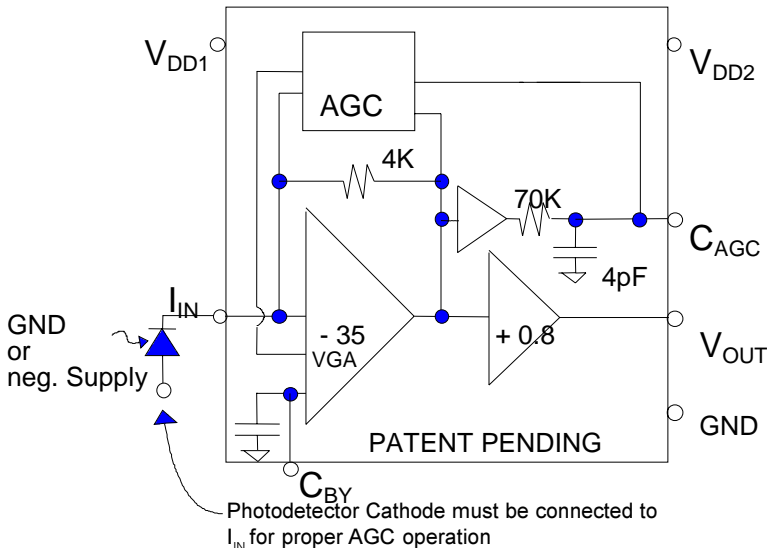 V_DD1
V_DD2
AGC
4K
70K
C_AGC
4pF
I_IN
GND
or
neg. Supply
- 35
VGA
+ 0.8
V_OUT
GND
PATENT PENDING
C_BY
Photodetector Cathode must be connected to
I_IN for proper AGC operation